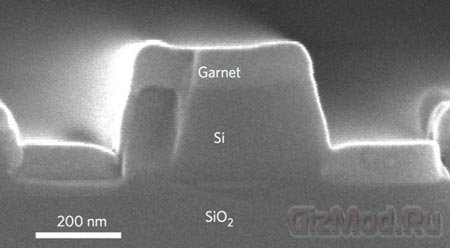 Garnet
Si
200 nm
SiO₂
GizMod.Ru